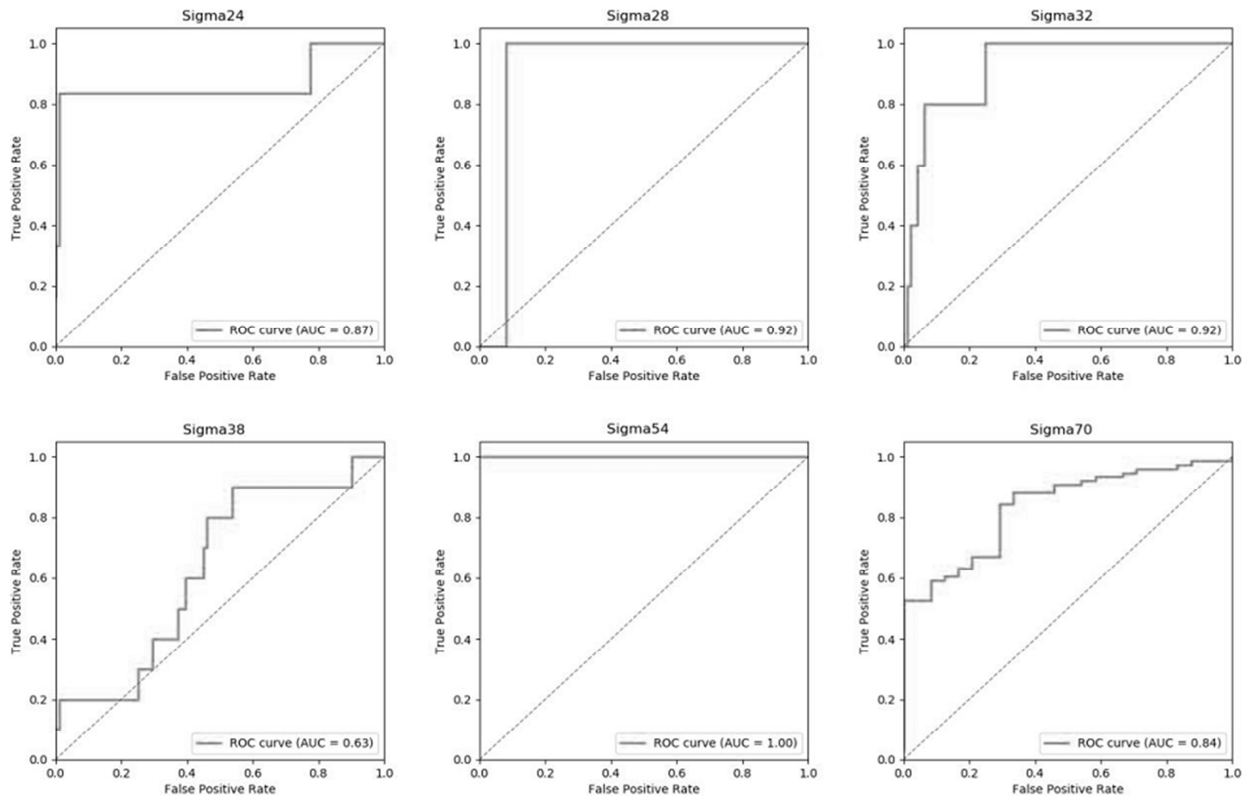 Sigma24
1.0
0.8
0.6
0.4
0.2
0.0
True Positive Rate
ROC curve (AUC = 0.87)
0.0 0.2 0.4 0.6 0.8 1.0
False Positive Rate
Sigma28
1.0
0.8
0.6
0.4
0.2
0.0
True Positive Rate
ROC curve (AUC = 0.92)
0.0 0.2 0.4 0.6 0.8 1.0
False Positive Rate
Sigma32
1.0
0.8
0.6
0.4
0.2
0.0
True Positive Rate
ROC curve (AUC = 0.92)
0.0 0.2 0.4 0.6 0.8 1.0
False Positive Rate
Sigma38
1.0
0.8
0.6
0.4
0.2
0.0
True Positive Rate
ROC curve (AUC = 0.63)
0.0 0.2 0.4 0.6 0.8 1.0
False Positive Rate
Sigma54
1.0
0.8
0.6
0.4
0.2
0.0
True Positive Rate
ROC curve (AUC = 1.00)
0.0 0.2 0.4 0.6 0.8 1.0
False Positive Rate
Sigma70
1.0
0.8
0.6
0.4
0.2
0.0
True Positive Rate
ROC curve (AUC = 0.84)
0.0 0.2 0.4 0.6 0.8 1.0
False Positive Rate